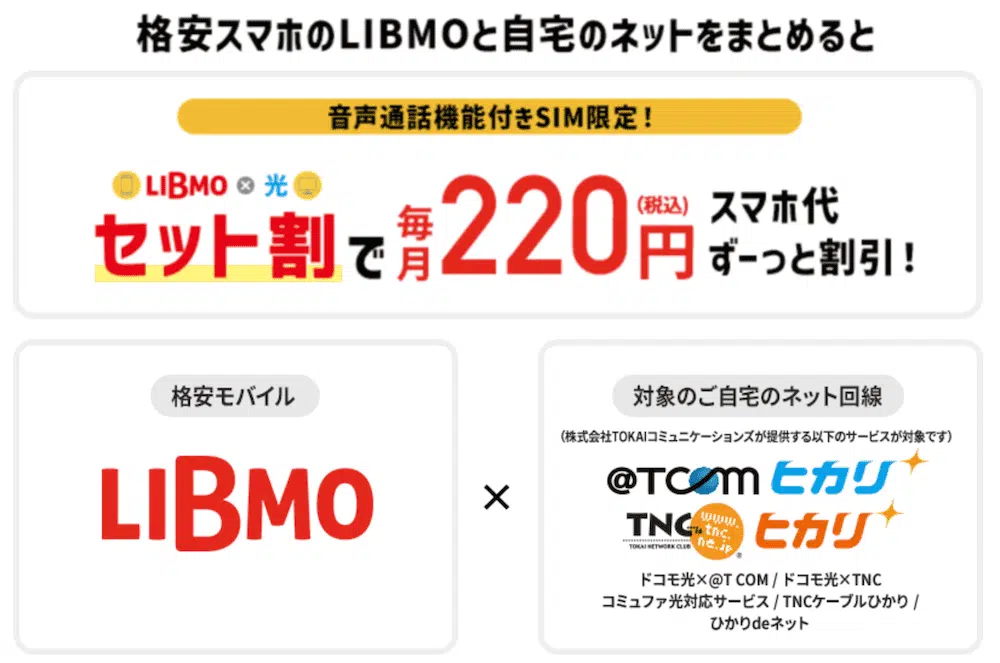 格安スマホのLIBMOと自宅のネットをまとめると
音声通話機能付きSIM限定！
LIBMO×光
セット割で毎月220円(税込)
スマホ代
ずーっと割引！
格安モバイル
LIBMO
×
対象のご自宅のネット回線
(株式会社TOKAIコミュニケーションズが提供する以下のサービスが対象です)
@TCOMヒカリ
TNC ヒカリ
TOKAI NETWORK CLUB
www.
tnc.
ne.jp
®
ドコモ光×@T COM / ドコモ光×TNC
コミュファ光対応サービス / TNCケーブルひかり /
ひかりdeネット